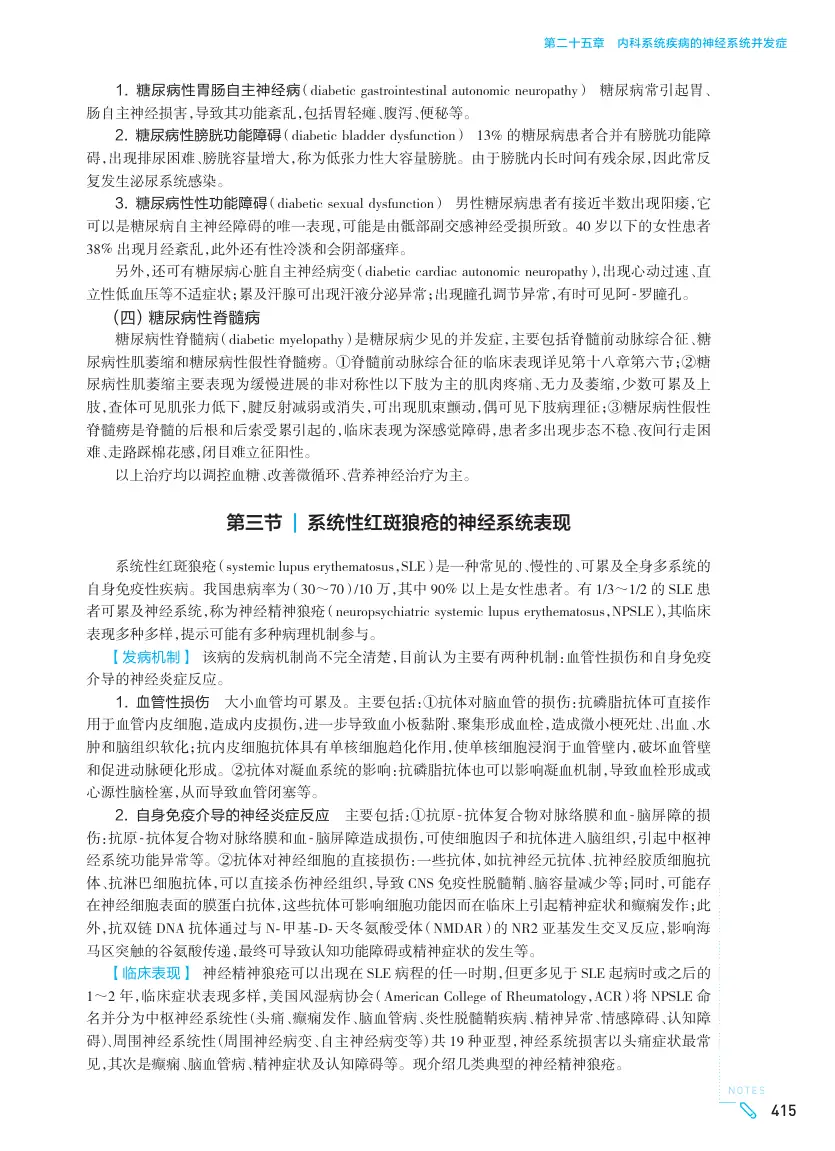 第二十五章　内科系统疾病的神经系统并发症
1. 糖尿病性胃肠自主神经病(diabetic gastrointestinal autonomic neuropathy)　糖尿病常引起胃、
肠自主神经损害,导致其功能紊乱,包括胃轻瘫、腹泻、便秘等。
2. 糖尿病性膀胱功能障碍(diabetic bladder dysfunction)　13% 的糖尿病患者合并有膀胱功能障
碍,出现排尿困难、膀胱容量增大,称为低张力性大容量膀胱。由于膀胱内长时间有残余尿,因此常反
复发生泌尿系统感染。
3. 糖尿病性性功能障碍(diabetic sexual dysfunction)　男性糖尿病患者有接近半数出现阳痿,它
可以是糖尿病自主神经障碍的唯一表现,可能是由骶部副交感神经受损所致。40 岁以下的女性患者
38% 出现月经紊乱,此外还有性冷淡和会阴部瘙痒。
另外,还可有糖尿病心脏自主神经病变(diabetic cardiac autonomic neuropathy),出现心动过速、直
立性低血压等不适症状;累及汗腺可出现汗液分泌异常;出现瞳孔调节异常,有时可见阿-罗瞳孔。
(四) 糖尿病性脊髓病
糖尿病性脊髓病(diabetic myelopathy)是糖尿病少见的并发症,主要包括脊髓前动脉综合征、糖
尿病性肌萎缩和糖尿病性假性脊髓痨。①脊髓前动脉综合征的临床表现详见第十八章第六节;②糖
尿病性肌萎缩主要表现为缓慢进展的非对称性以下肢为主的肌肉疼痛、无力及萎缩,少数可累及上
肢,查体可见肌张力低下,腱反射减弱或消失,可出现肌束颤动,偶可见下肢病理征;③糖尿病性假性
脊髓痨是脊髓的后根和后索受累引起的,临床表现为深感觉障碍,患者多出现步态不稳、夜间行走困
难、走路踩棉花感,闭目难立征阳性。
以上治疗均以调控血糖、改善微循环、营养神经治疗为主。
第三节 | 系统性红斑狼疮的神经系统表现
系统性红斑狼疮(systemic lupus erythematosus,SLE)是一种常见的、慢性的、可累及全身多系统的
自身免疫性疾病。我国患病率为(30～70)/10 万,其中 90% 以上是女性患者。有 1/3～1/2 的 SLE 患
者可累及神经系统,称为神经精神狼疮(neuropsychiatric systemic lupus erythematosus,NPSLE),其临床
表现多种多样,提示可能有多种病理机制参与。
【发病机制】　该病的发病机制尚不完全清楚,目前认为主要有两种机制:血管性损伤和自身免疫
介导的神经炎症反应。
1. 血管性损伤　大小血管均可累及。主要包括:①抗体对脑血管的损伤:抗磷脂抗体可直接作
用于血管内皮细胞,造成内皮损伤,进一步导致血小板黏附、聚集形成血栓,造成微小梗死灶、出血、水
肿和脑组织软化;抗内皮细胞抗体具有单核细胞趋化作用,使单核细胞浸润于血管壁内,破坏血管壁
和促进动脉硬化形成。②抗体对凝血系统的影响:抗磷脂抗体也可以影响凝血机制,导致血栓形成或
心源性脑栓塞,从而导致血管闭塞等。
2. 自身免疫介导的神经炎症反应　主要包括:①抗原-抗体复合物对脉络膜和血-脑屏障的损
伤:抗原-抗体复合物对脉络膜和血-脑屏障造成损伤,可使细胞因子和抗体进入脑组织,引起中枢神
经系统功能异常等。②抗体对神经细胞的直接损伤:一些抗体,如抗神经元抗体、抗神经胶质细胞抗
体、抗淋巴细胞抗体,可以直接杀伤神经组织,导致 CNS 免疫性脱髓鞘、脑容量减少等;同时,可能存
在神经细胞表面的膜蛋白抗体,这些抗体可影响细胞功能因而在临床上引起精神症状和癫痫发作;此
外,抗双链 DNA 抗体通过与 N-甲基-D-天冬氨酸受体(NMDAR)的 NR2 亚基发生交叉反应,影响海
马区突触的谷氨酸传递,最终可导致认知功能障碍或精神症状的发生等。
【临床表现】　神经精神狼疮可以出现在 SLE 病程的任一时期,但更多见于 SLE 起病时或之后的
1～2 年,临床症状表现多样,美国风湿病协会(American College of Rheumatology,ACR)将 NPSLE 命
名并分为中枢神经系统性(头痛、癫痫发作、脑血管病、炎性脱髓鞘疾病、精神异常、情感障碍、认知障
碍)、周围神经系统性(周围神经病变、自主神经病变等)共 19 种亚型,神经系统损害以头痛症状最常
见,其次是癫痫、脑血管病、精神症状及认知障碍等。现介绍几类典型的神经精神狼疮。
NOTES
415